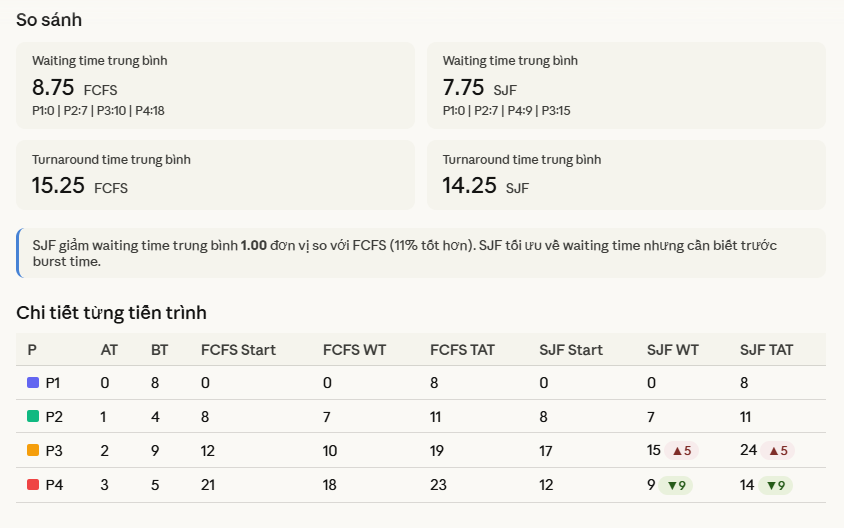 So sánh
Waiting time trung bình
8.75 FCFS
P1:0 | P2:7 | P3:10 | P4:18
Waiting time trung bình
7.75 SJF
P1:0 | P2:7 | P4:9 | P3:15
Turnaround time trung bình
15.25 FCFS
Turnaround time trung bình
14.25 SJF
SJF giảm waiting time trung bình 1.00 đơn vị so với FCFS (11% tốt hơn). SJF tối ưu về waiting time nhưng cần biết trước
burst time.
Chi tiết từng tiến trình
P AT BT FCFS Start FCFS WT FCFS TAT SJF Start SJF WT SJF TAT
P1 0 8 0 0 8 0 0 8
P2 1 4 8 7 11 8 7 11
P3 2 9 12 10 19 17 15 ▲5 24 ▲5
P4 3 5 21 18 23 12 9 ▼9 14 ▼9